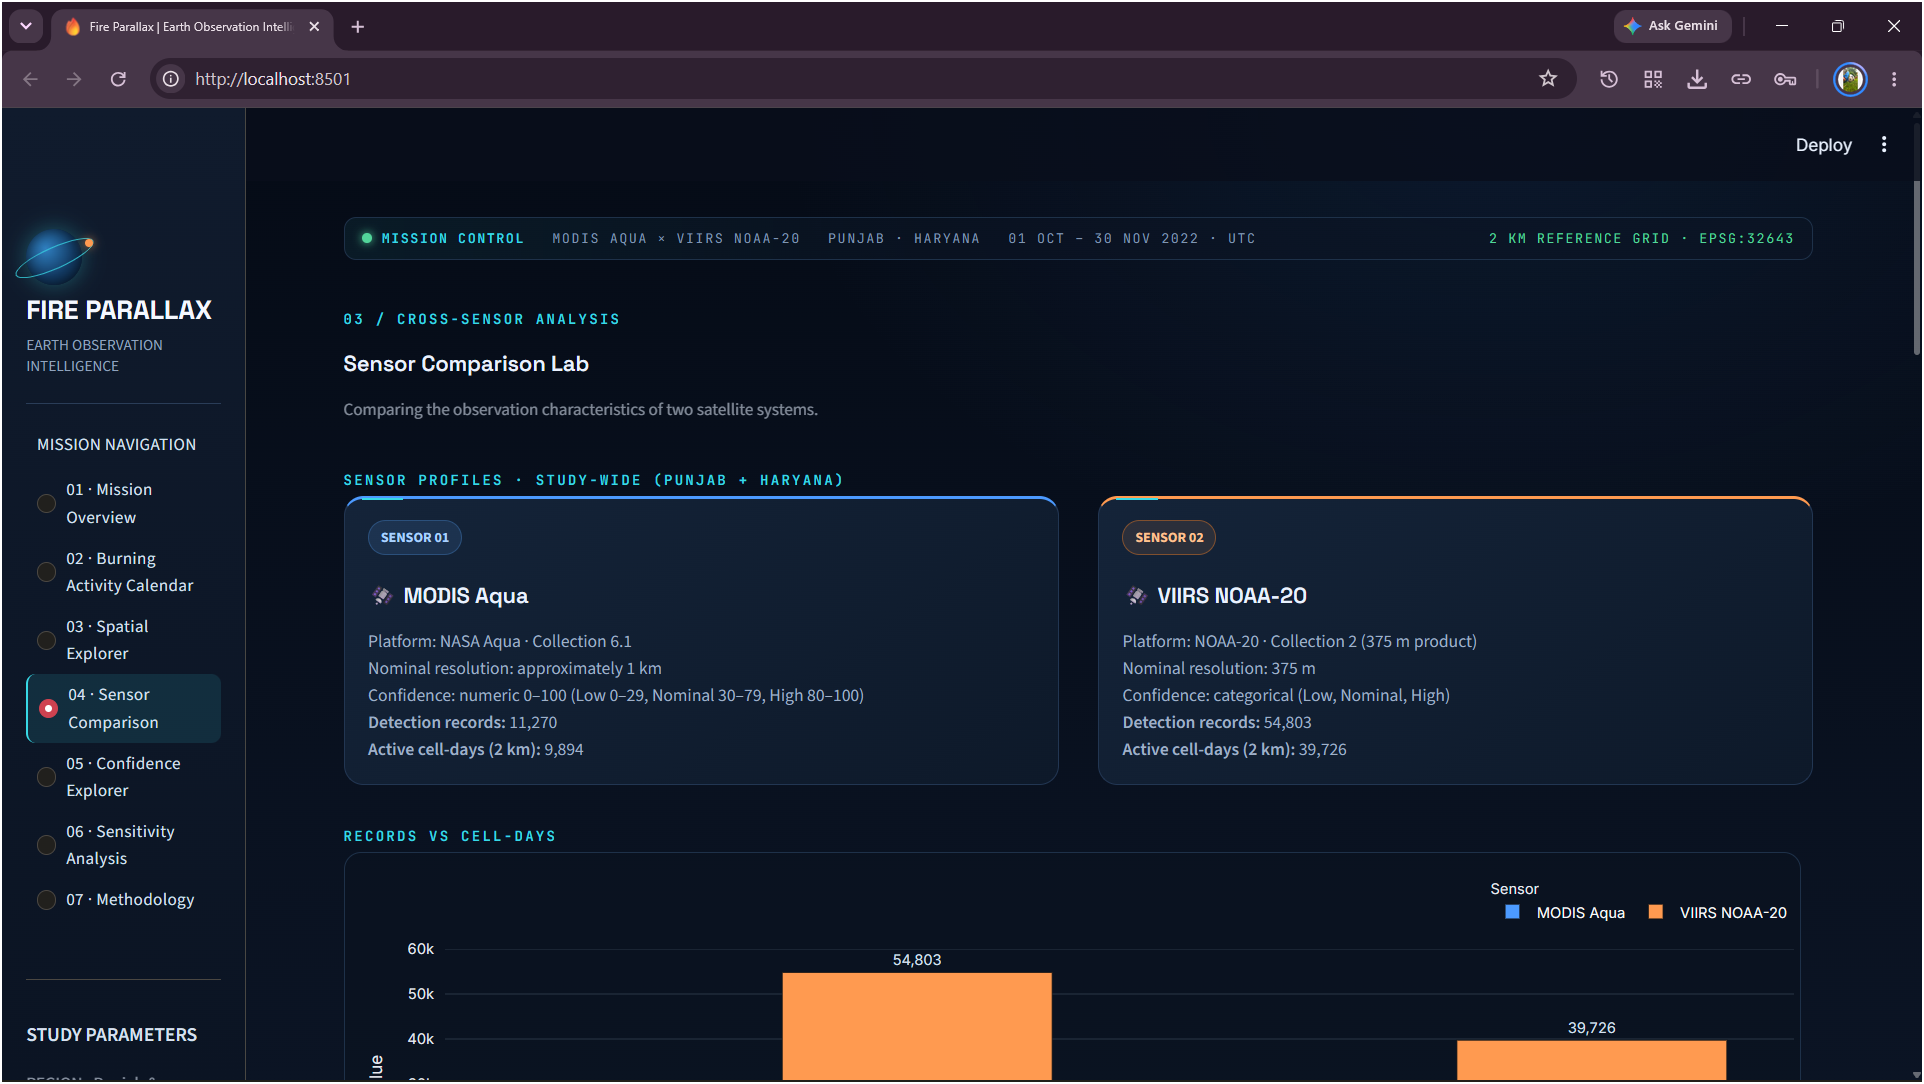 Fire Parallax | Earth Observation Intelli
Ask Gemini
http://localhost:8501
Deploy
MISSION CONTROL MODIS AQUA × VIIRS NOAA-20 PUNJAB · HARYANA 01 OCT – 30 NOV 2022 · UTC 2 KM REFERENCE GRID · EPSG:32643
FIRE PARALLAX
EARTH OBSERVATION
INTELLIGENCE
MISSION NAVIGATION
01 · Mission
Overview
02 · Burning
Activity Calendar
03 · Spatial
Explorer
04 · Sensor
Comparison
05 · Confidence
Explorer
06 · Sensitivity
Analysis
07 · Methodology
STUDY PARAMETERS
03 / CROSS-SENSOR ANALYSIS
Sensor Comparison Lab
Comparing the observation characteristics of two satellite systems.
SENSOR PROFILES · STUDY-WIDE (PUNJAB + HARYANA)
SENSOR 01
MODIS Aqua
Platform: NASA Aqua · Collection 6.1
Nominal resolution: approximately 1 km
Confidence: numeric 0–100 (Low 0–29, Nominal 30–79, High 80–100)
Detection records: 11,270
Active cell-days (2 km): 9,894
SENSOR 02
VIIRS NOAA-20
Platform: NOAA-20 · Collection 2 (375 m product)
Nominal resolution: 375 m
Confidence: categorical (Low, Nominal, High)
Detection records: 54,803
Active cell-days (2 km): 39,726
RECORDS VS CELL-DAYS
Sensor
MODIS Aqua VIIRS NOAA-20
60k
54,803
50k
39,726
40k